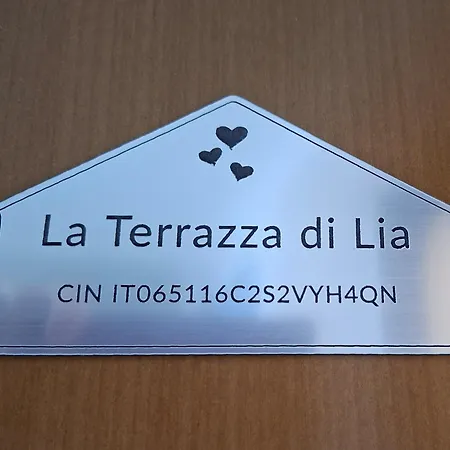 La Terrazza di Lia
CIN IT065116C2S2VYH4QN